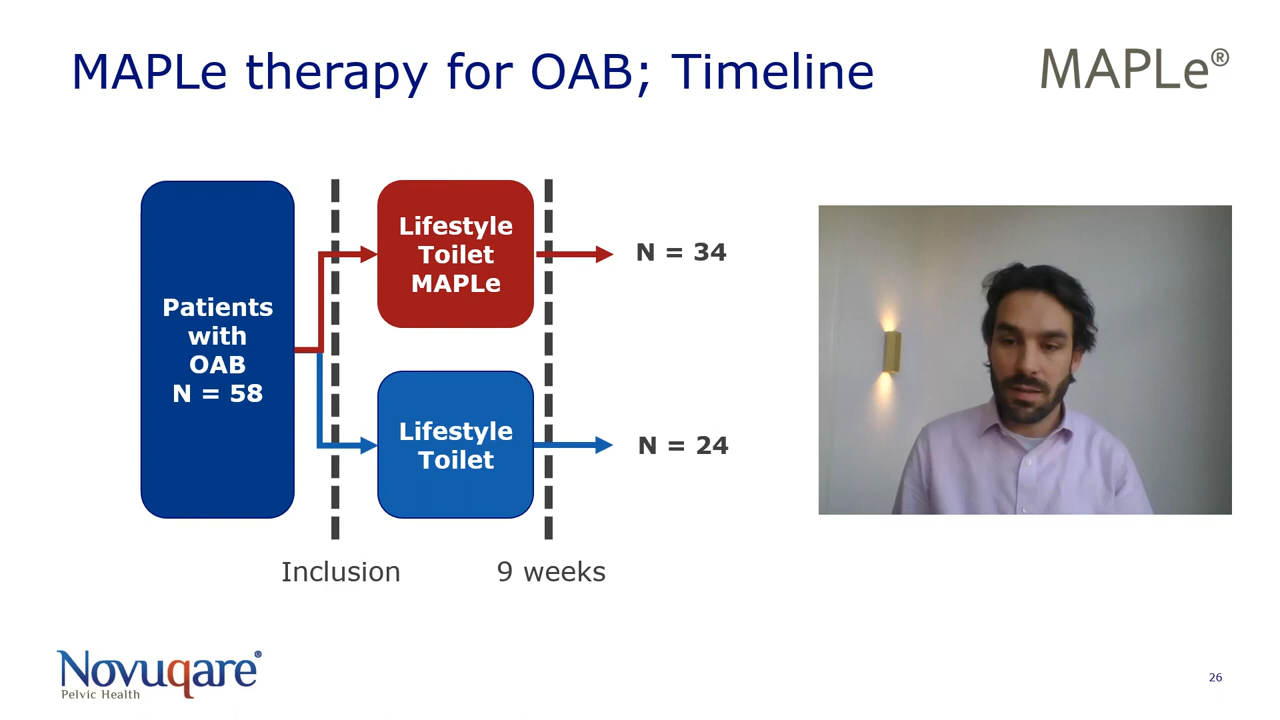 MAPLe therapy for OAB; Timeline
MAPLe®
Patients
with
OAB
N = 58
Lifestyle
Toilet
MAPLe
N = 34
Lifestyle
Toilet
N = 24
Inclusion
9 weeks
Novuqare®
Pelvic Health
26